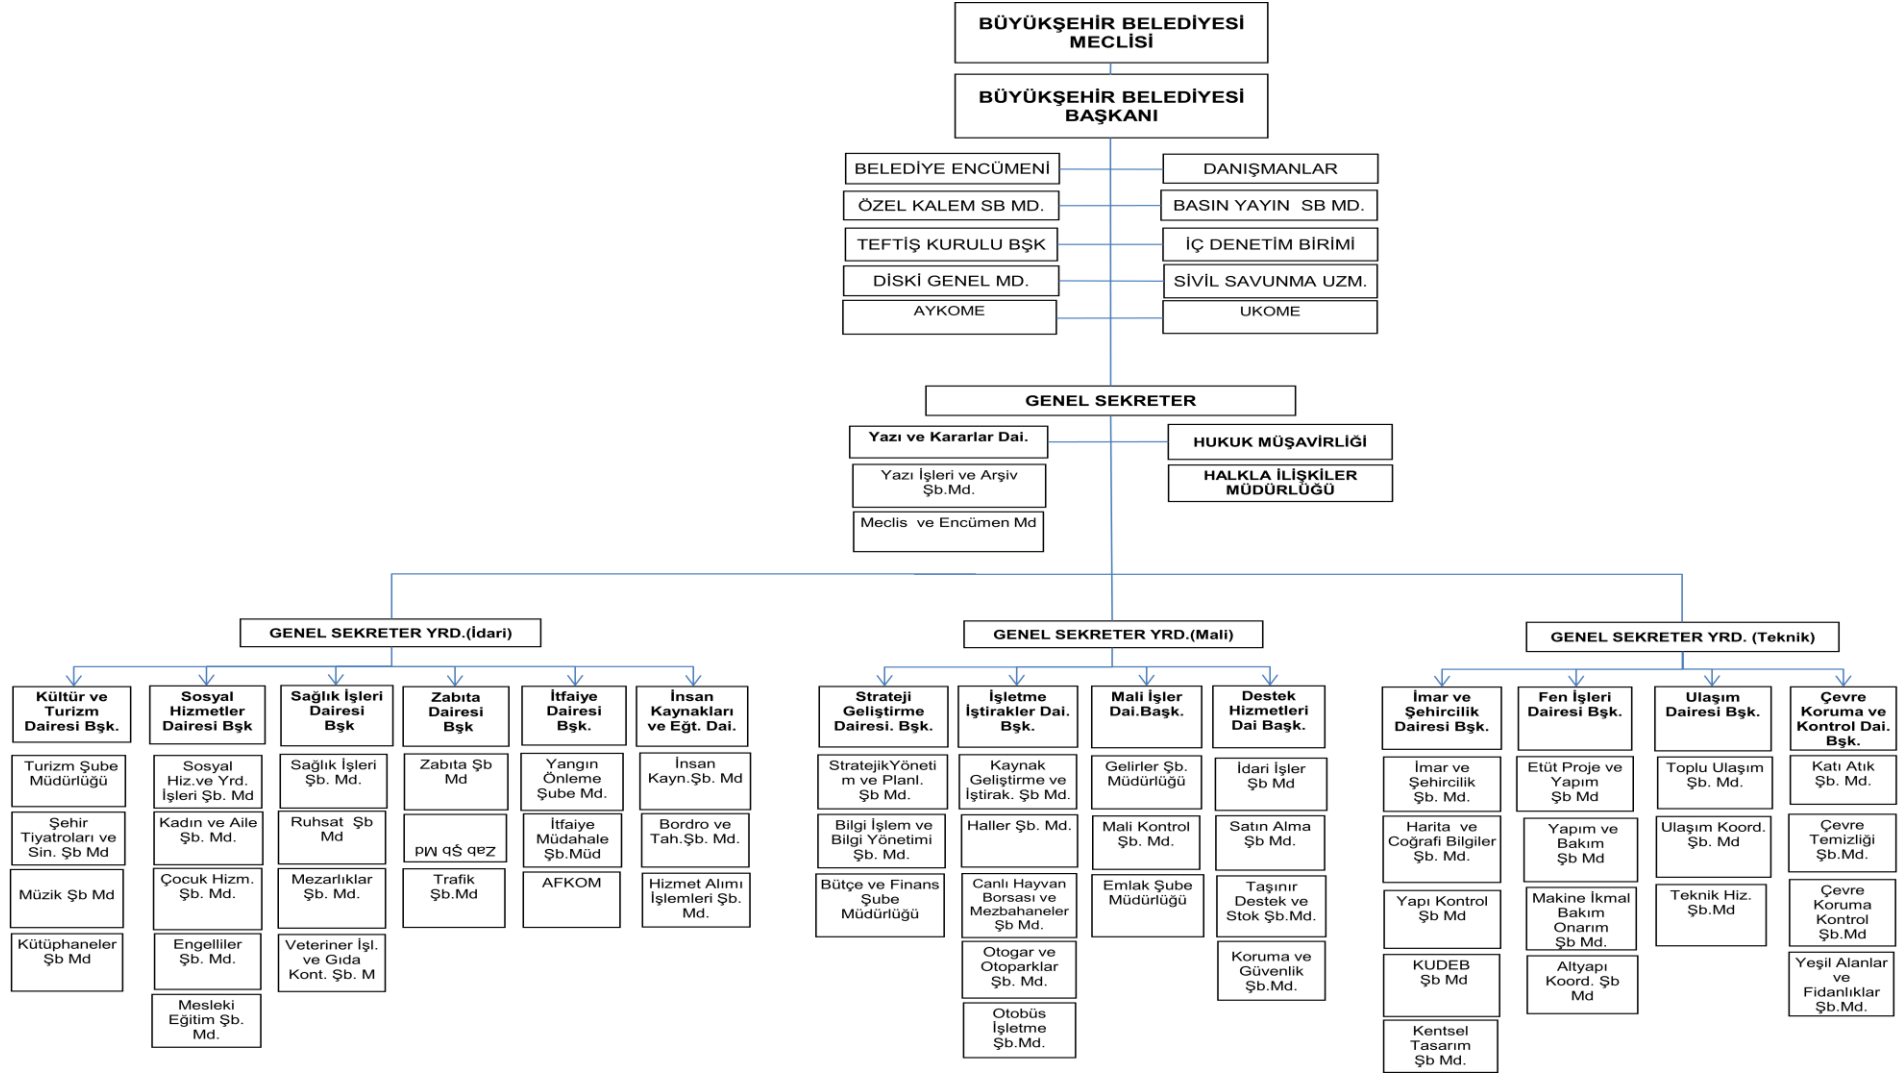 BÜYÜKŞEHİR BELEDİYESİ
MECLİSİ
BÜYÜKŞEHİR BELEDİYESİ
BAŞKANI
BELEDİYE ENCÜMENİ
DANIŞMANLAR
ÖZEL KALEM SB MD.
BASIN YAYIN SB MD.
TEFTİŞ KURULU BŞK
İÇ DENETİM BİRİMİ
DİSKİ GENEL MD.
SİVİL SAVUNMA UZM.
AYKOME
UKOME
GENEL SEKRETER
Yazı ve Kararlar Dai.
HUKUK MÜŞAVİRLİĞİ
Yazı İşleri ve Arşiv
Şb.Md.
HALKLA İLİŞKİLER
MÜDÜRLÜĞÜ
Meclis ve Encümen Md
GENEL SEKRETER YRD.(İdari)
GENEL SEKRETER YRD.(Mali)
GENEL SEKRETER YRD. (Teknik)
Kültür ve
Turizm
Dairesi Bşk.
Turizm Şube
Müdürlüğü
Şehir
Tiyatroları ve
Sin. Şb Md
Müzik Şb Md
Kütüphaneler
Şb Md
Sosyal
Hizmetler
Dairesi Bşk
Sosyal
Hiz.ve Yrd.
İşleri Şb. Md
Kadın ve Aile
Şb. Md.
Çocuk Hizm.
Şb. Md.
Engelliler
Şb. Md.
Mesleki
Eğitim Şb.
Md.
Sağlık İşleri
Dairesi
Bşk
Sağlık İşleri
Şb. Md.
Ruhsat Şb
Md
Mezarlıklar
Şb. Md.
Veteriner İşl.
ve Gıda
Kont. Şb. M
Zabıta
Dairesi
Bşk
Zabıta Şb
Md
Zab Şb
Md
Trafik
Şb.Md
İtfaiye
Dairesi
Bşk.
Yangın
Önleme
Şube Md.
İtfaiye
Müdahale
Şb.Müd
AFKOM
İnsan
Kaynakları
ve Eğt. Dai.
İnsan
Kayn.Şb. Md
Bordro ve
Tah.Şb. Md.
Hizmet Alımı
İşlemleri Şb.
Md.
Strateji
Geliştirme
Dairesi. Bşk.
StratejikYöneti
m ve Planl.
Şb Md.
Bilgi İşlem ve
Bilgi Yönetimi
Şb. Md.
Bütçe ve Finans
Şube
Müdürlüğü
İşletme
İştirakler Dai.
Bşk.
Kaynak
Geliştirme ve
İştirak. Şb Md.
Haller Şb. Md.
Canlı Hayvan
Borsası ve
Mezbahaneler
Şb Md.
Otogar ve
Otoparklar
Şb. Md.
Otobüs
İşletme
Şb.Md.
Mali İşler
Dai.Başk.
Gelirler Şb.
Müdürlüğü
Mali Kontrol
Şb. Md.
Emlak Şube
Müdürlüğü
Destek
Hizmetleri
Dai Başk.
İdari İşler
Şb Md
Satın Alma
Şb Md.
Taşınır
Destek ve
Stok Şb.Md.
Koruma ve
Güvenlik
Şb.Md.
İmar ve
Şehircilik
Dairesi Bşk.
İmar ve
Şehircilik
Şb. Md.
Harita ve
Coğrafi Bilgiler
Şb. Md.
Yapı Kontrol
Şb Md
KUDEB
Şb Md
Kentsel
Tasarım
Şb Md.
Fen İşleri
Dairesi Bşk.
Etüt Proje ve
Yapım
Şb Md
Yapım ve
Bakım
Şb Md
Makine İkmal
Bakım
Onarım
Şb Md.
Altyapı
Koord. Şb
Md
Ulaşım
Dairesi Bşk.
Toplu Ulaşım
Şb. Md.
Ulaşım Koord.
Şb. Md
Teknik Hiz.
Şb.Md
Çevre
Koruma ve
Kontrol Dai.
Bşk.
Katı Atık
Şb. Md.
Çevre
Temizliği
Şb.Md.
Çevre
Koruma
Kontrol
Şb.Md
Yeşil Alanlar
ve
Fidanlıklar
Şb.Md.